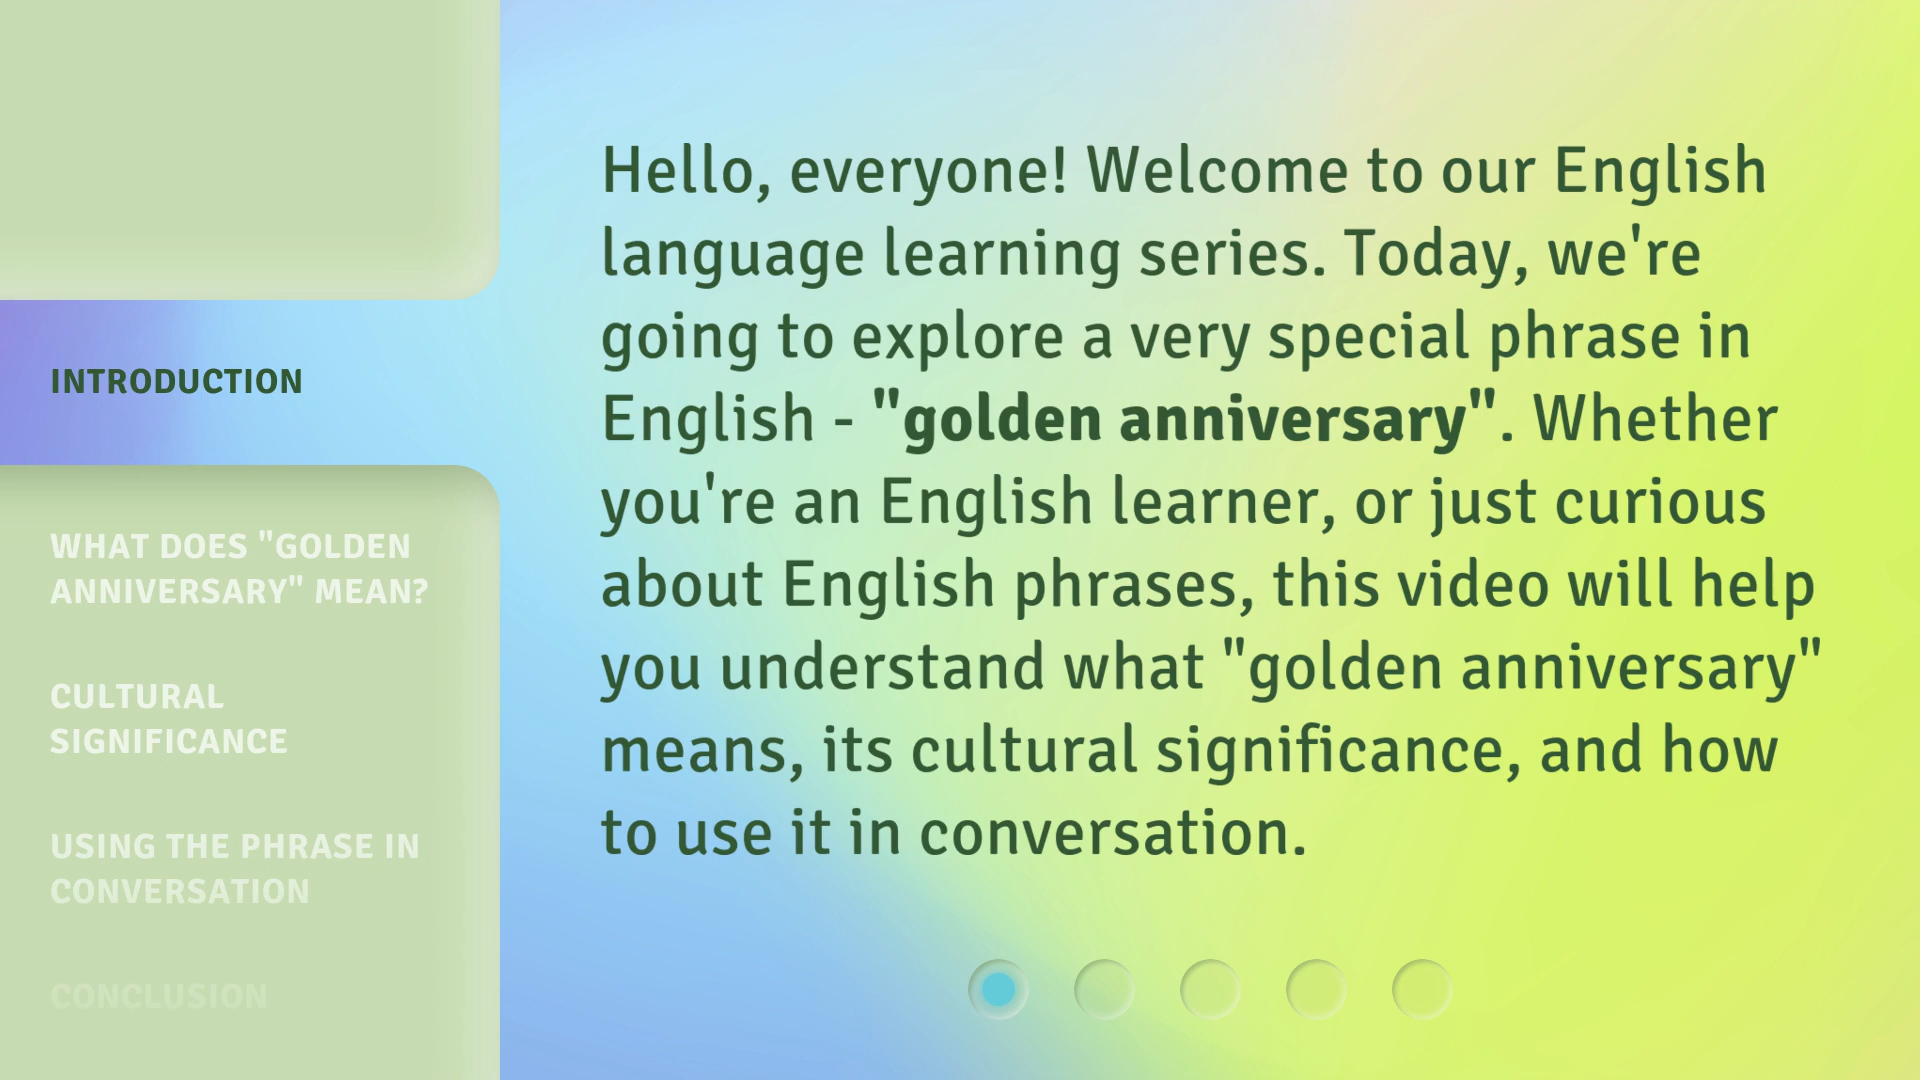 INTRODUCTION
WHAT DOES "GOLDEN
ANNIVERSARY" MEAN?
CULTURAL
SIGNIFICANCE
USING THE PHRASE IN
CONVERSATION
CONCLUSION
Hello, everyone! Welcome to our English
language learning series. Today, we're
going to explore a very special phrase in
English - "golden anniversary". Whether
you're an English learner, or just curious
about English phrases, this video will help
you understand what "golden anniversary"
means, its cultural significance, and how
to use it in conversation.